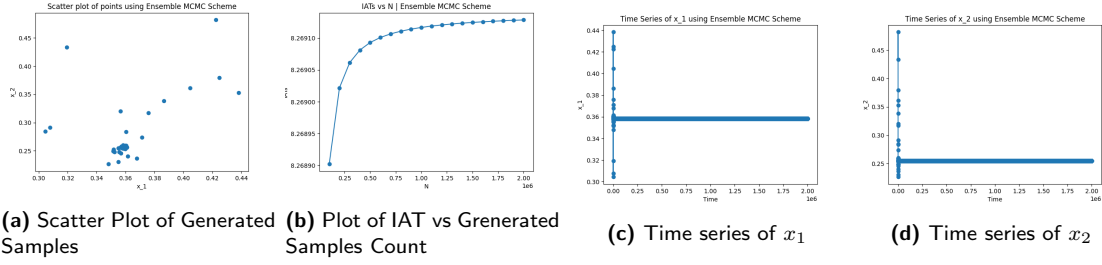 Scatter plot of points using Ensemble MCMC Scheme
0.45
0.40
0.35
0.30
0.25
x_2
0.30
0.32
0.34
0.36
0.38
0.40
0.42
0.44
x_1
(a) Scatter Plot of Generated
Samples
IATs vs N | Ensemble MCMC Scheme
8.26910
8.26905
8.26900
8.26895
8.26890
0.25
0.50
0.75
1.00
1.25
1.50
1.75
2.00
1e6
N
(b) Plot of IAT vs Grenerated
Samples Count
Time Series of x_1 using Ensemble MCMC Scheme
0.44
0.42
0.40
0.38
0.36
0.34
0.32
0.30
x_1
0.00
0.25
0.50
0.75
1.00
1.25
1.50
1.75
2.00
1e6
Time
(c) Time series of x1
Time Series of x_2 using Ensemble MCMC Scheme
0.45
0.40
0.35
0.30
0.25
x_2
0.00
0.25
0.50
0.75
1.00
1.25
1.50
1.75
2.00
1e6
Time
(d) Time series of x2